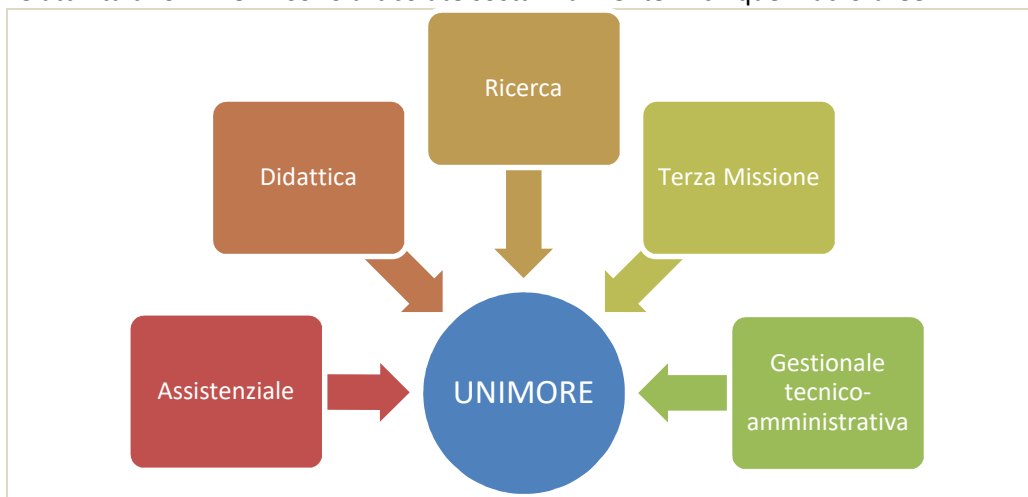 Ricerca
Didattica
Terza Missione
Assistenziale
UNIMORE
Gestionale
tecnico-
amministrativa